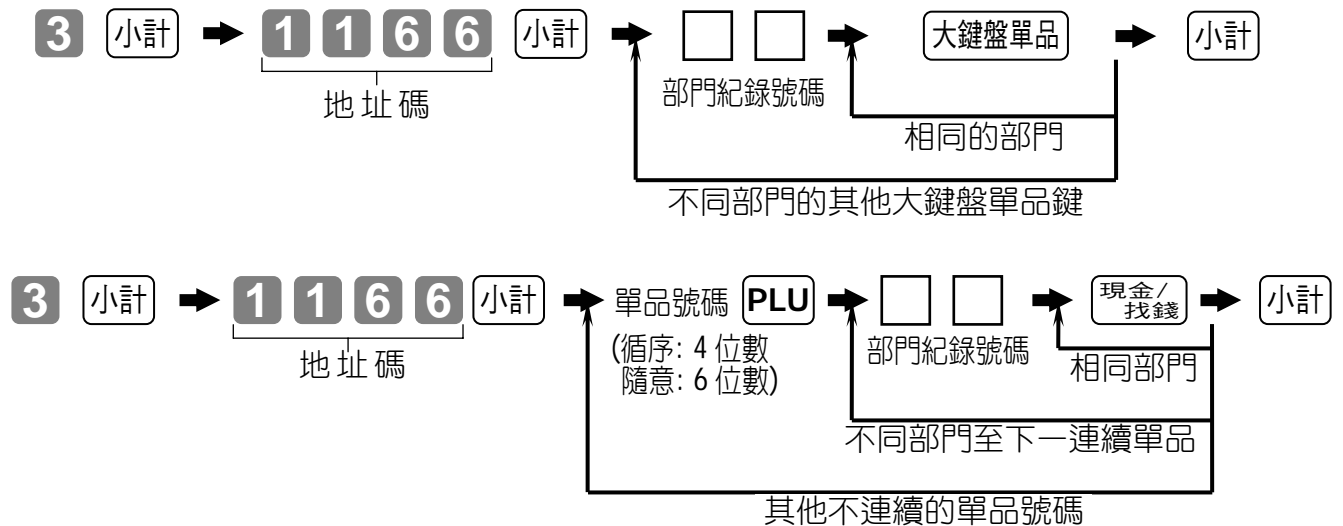 3 小計 1 1 6 6 小計 大鍵盤單品 小計
地址碼 部門紀錄號碼
相同的部門
不同部門的其他大鍵盤單品鍵
3 小計 1 1 6 6 小計 單品號碼 PLU 現金/找錢 小計
地址碼 (循序: 4 位數 部門紀錄號碼 相同部門
隨意: 6 位數)
不同部門至下一連續單品
其他不連續的單品號碼